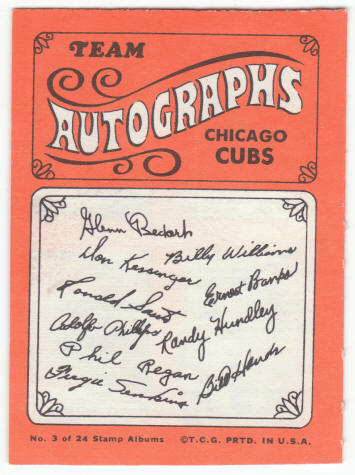 TEAM
AUTOGRAPHS
CHICAGO
CUBS
Glenn Beckert
Don Kessinger
Billy Williams
Ronald Santo
Ernest Banks
Adolfo Phillips
Randy Hundley
Phil Regan
Fergie Jenkins
Bill Hands
No. 3 of 24 Stamp Albums ©T.C.G. PRTD. IN U.S.A.